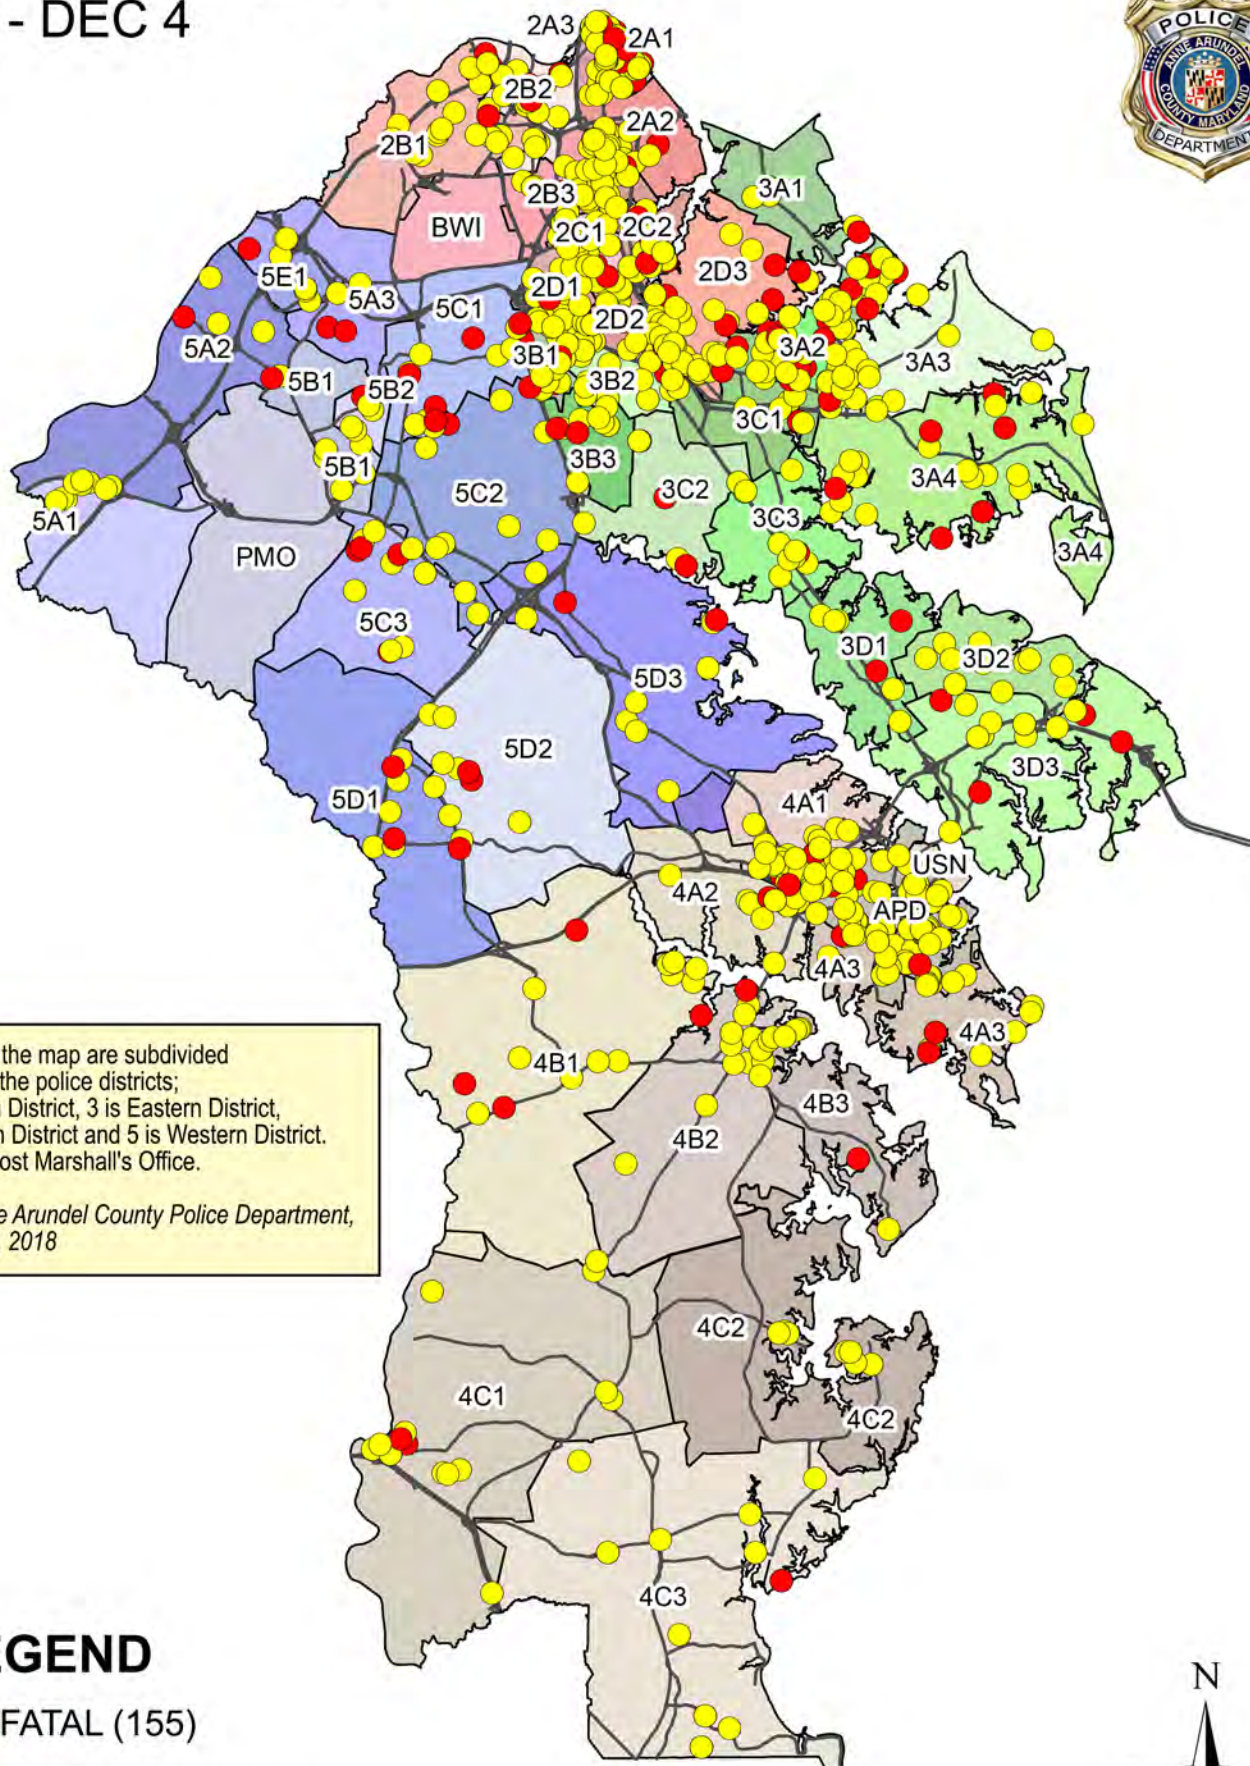 - DEC 4
POLICE
ANNE ARUNDEL
COUNTY MARYLAND
DEPARTMENT
2A3
2A1
2B2
2A2
2B1
3A1
2B3
BWI
2C1
2C2
2D3
5E1
5A3
2D1
5C1
2D2
5A2
3B1
3A2
3A3
5B1
5B2
3B2
3C1
3B3
5B1
3A4
5C2
3C2
5A1
3C3
PMO
3A4
5C3
3D1
3D2
5D3
5D2
3D3
5D1
4A1
USN
4A2
APD
4A3
4A3
4B1
4B3
4B2
4C2
4C1
4C2
4C3
the map are subdivided
the police districts;
District, 3 is Eastern District,
District and 5 is Western District.
ost Marshall's Office.
e Arundel County Police Department,
2018
EGEND
FATAL (155)
N